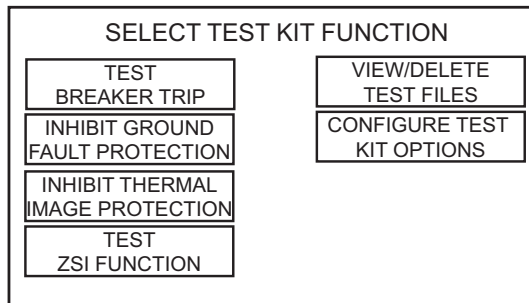 SELECT TEST KIT FUNCTION
TEST
BREAKER TRIP
INHIBIT GROUND
FAULT PROTECTION
INHIBIT THERMAL
IMAGE PROTECTION
TEST
ZSI FUNCTION
VIEW/DELETE
TEST FILES
CONFIGURE TEST
KIT OPTIONS